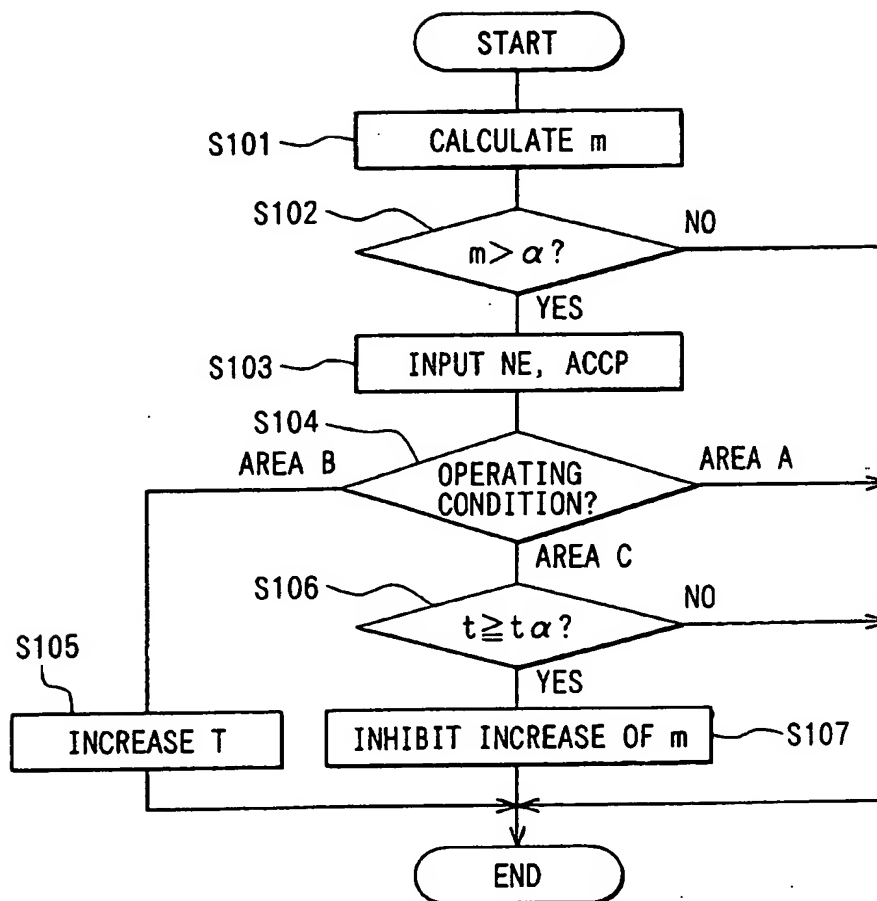 START
S101
CALCULATE m
S102
NO
m> α?
YES
S103
INPUT NE, ACCP
S104
AREA B
AREA A
OPERATING
CONDITION?
AREA C
S106
NO
t≧tα?
S105
YES
INCREASE T
INHIBIT INCREASE OF m
S107
END